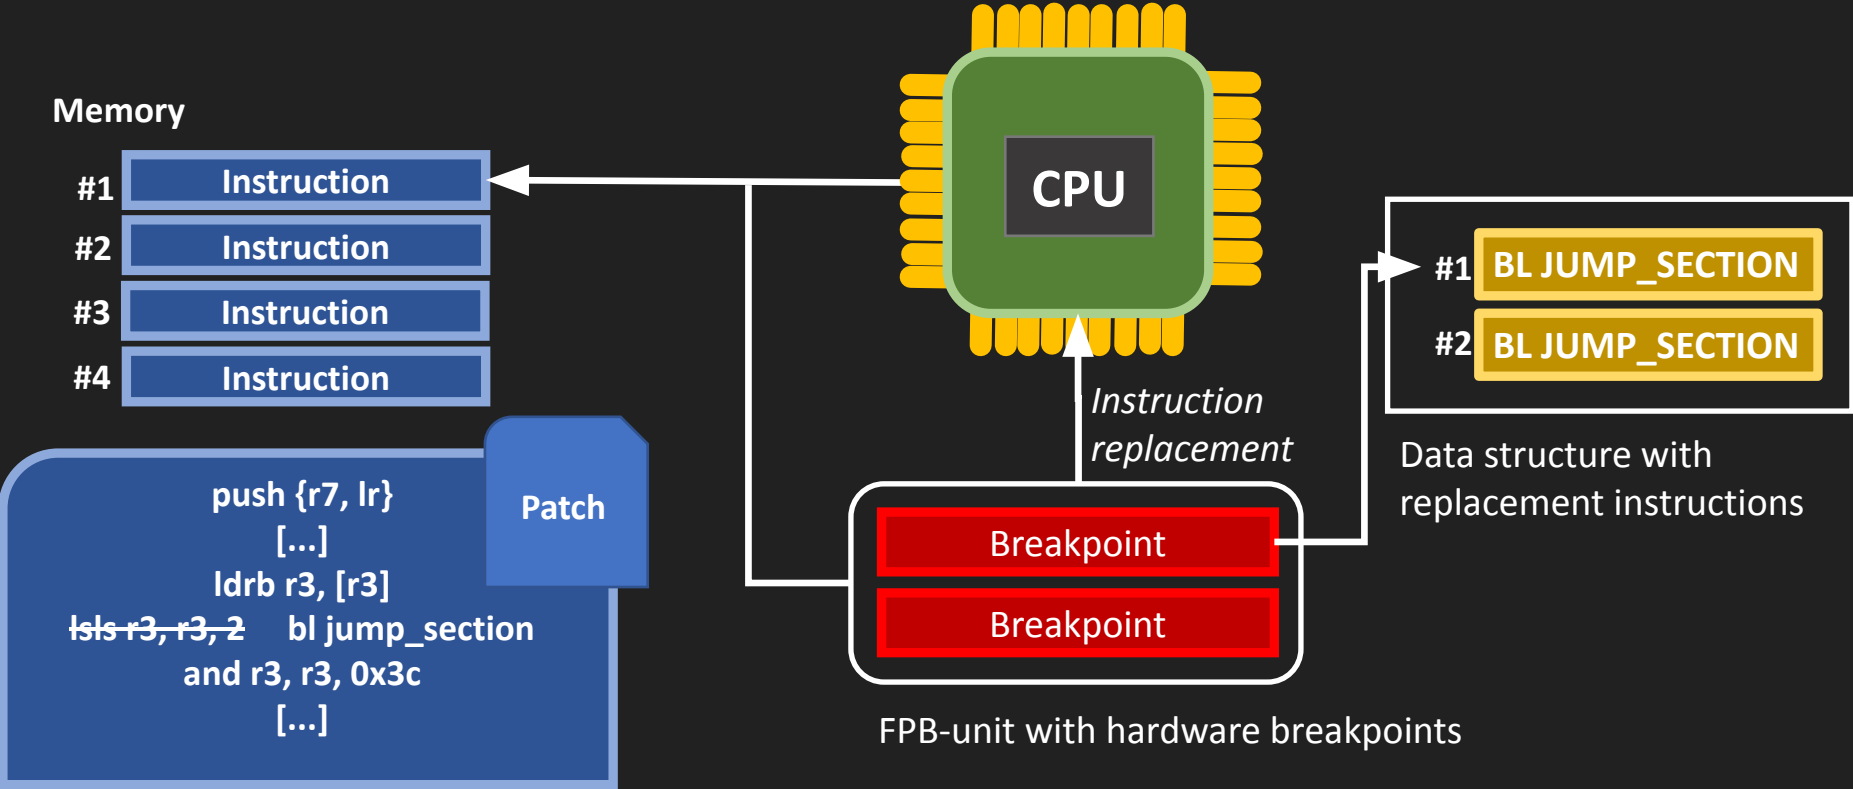 Memory
#1 Instruction
#2 Instruction
#3 Instruction
#4 Instruction
Patch
push {r7, lr}
[...]
ldrb r3, [r3]
lsls r3, r3, 2 bl jump_section
and r3, r3, 0x3c
[...]
CPU
Instruction
replacement
Breakpoint
Breakpoint
FPB-unit with hardware breakpoints
#1 BL JUMP_SECTION
#2 BL JUMP_SECTION
Data structure with
replacement instructions